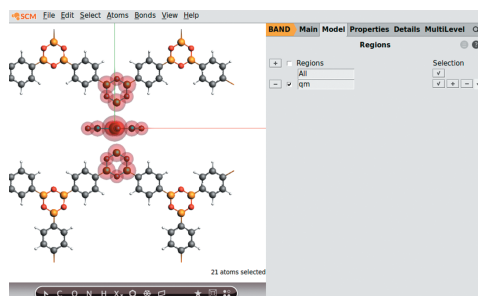 SCM File Edit Select Atoms Bonds View Help
BAND Main Model Properties Details MultiLevel
Regions
Regions Selection
All
qm
21 atoms selected
C O N H X